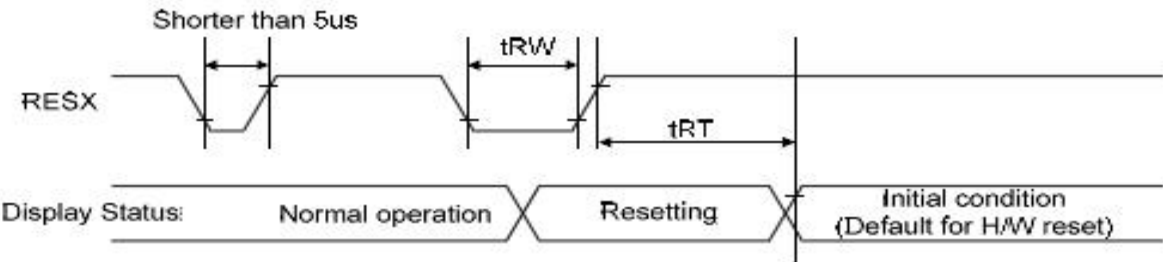 Shorter than 5us
tRW
RESX
tRT
Display Status:
Normal operation
Resetting
Initial condition
(Default for H/W reset)